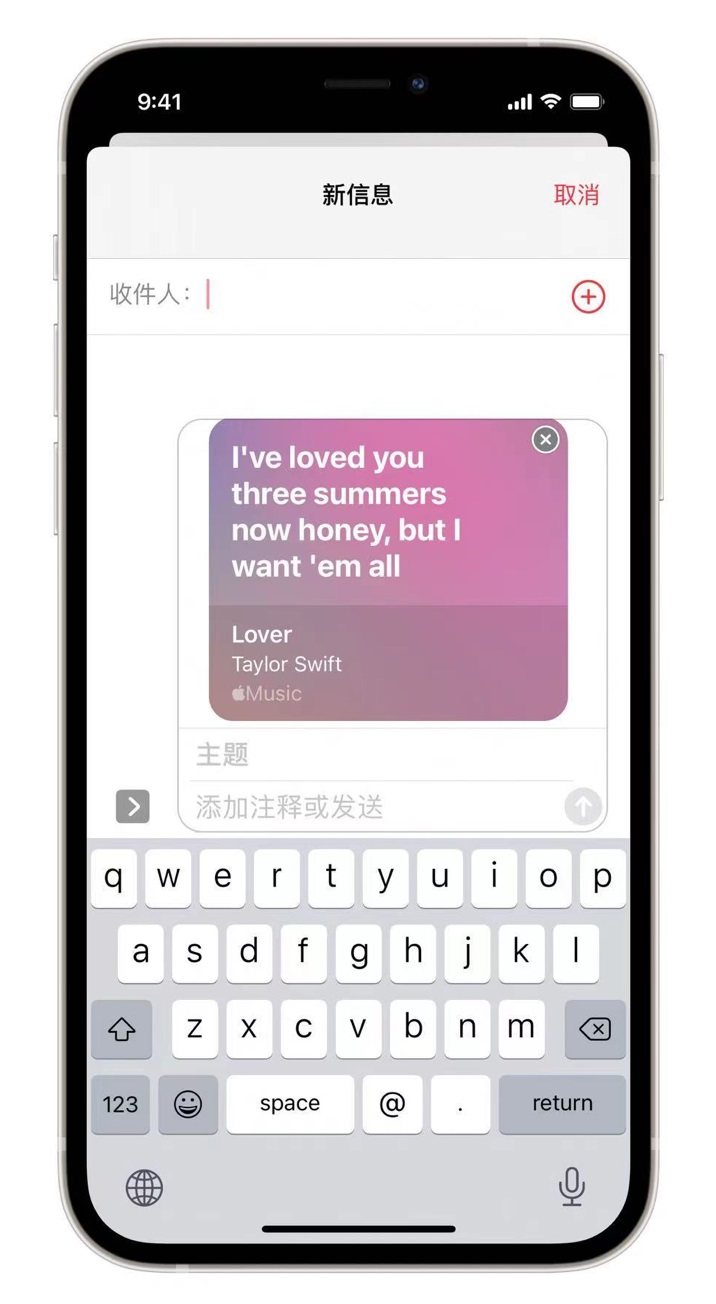 9:41
新信息
取消
收件人：
I've loved you
three summers
now honey, but I
want 'em all
Lover
Taylor Swift
Music
主题
添加注释或发送
q w e r t y u i o p
a s d f g h j k l
z x c v b n m
123 space @ . return